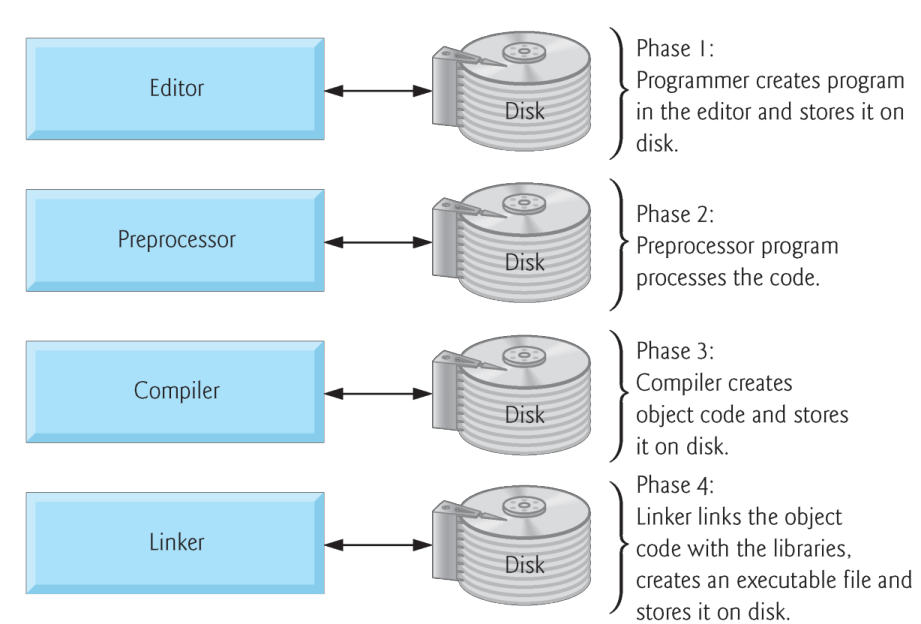 Editor
Disk
Phase 1:
Programmer creates program
in the editor and stores it on
disk.
Preprocessor
Disk
Phase 2:
Preprocessor program
processes the code.
Compiler
Disk
Phase 3:
Compiler creates
object code and stores
it on disk.
Linker
Disk
Phase 4:
Linker links the object
code with the libraries,
creates an executable file and
stores it on disk.